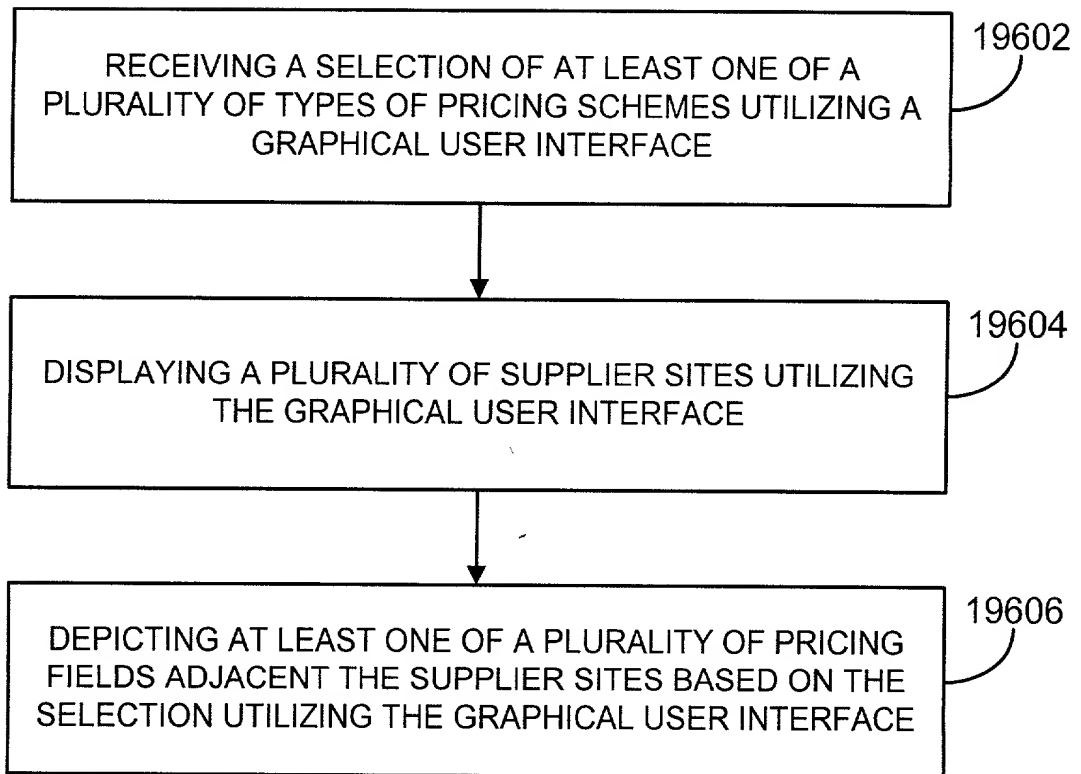 19602
RECEIVING A SELECTION OF AT LEAST ONE OF A
PLURALITY OF TYPES OF PRICING SCHEMES UTILIZING A
GRAPHICAL USER INTERFACE
19604
DISPLAYING A PLURALITY OF SUPPLIER SITES UTILIZING
THE GRAPHICAL USER INTERFACE
19606
DEPICTING AT LEAST ONE OF A PLURALITY OF PRICING
FIELDS ADJACENT THE SUPPLIER SITES BASED ON THE
SELECTION UTILIZING THE GRAPHICAL USER INTERFACE